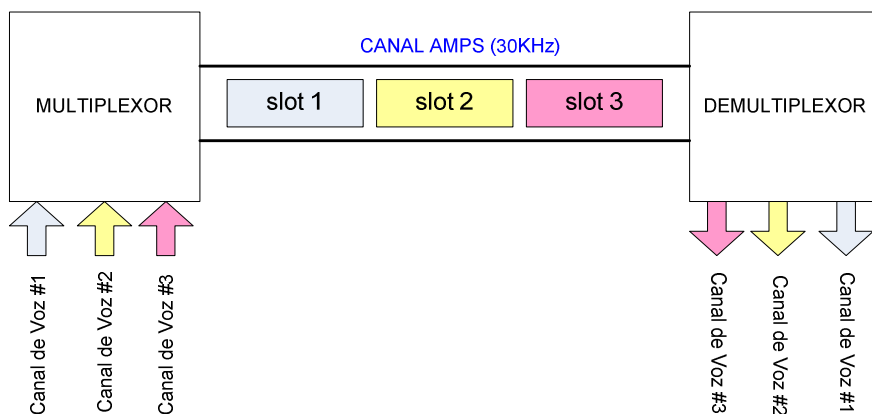 CANAL AMPS (30KHz)
MULTIPLEXOR
slot 1
slot 2
slot 3
DEMULTIPLEXOR
Canal de Voz #1
Canal de Voz #2
Canal de Voz #3
Canal de Voz #3
Canal de Voz #2
Canal de Voz #1